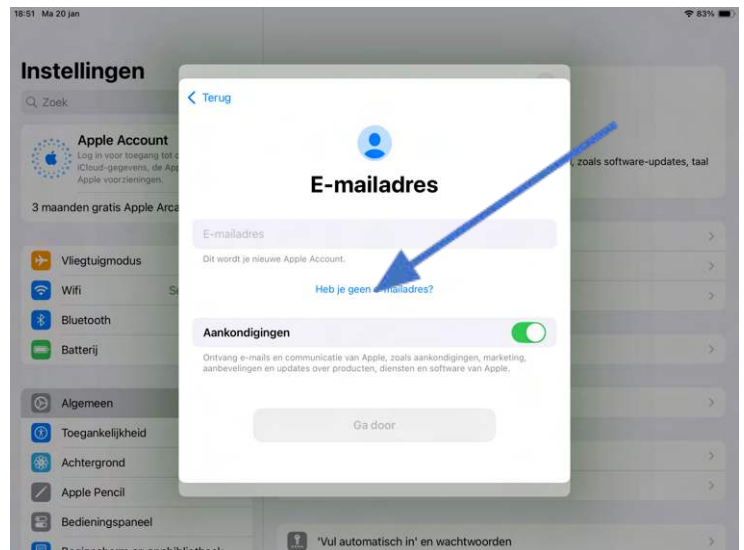 18:51 Ma 20 jan
83%
Instellingen
Zoek
Apple Account
Log in voor toegang tot
iCloud-gegevens, de
Apple voorzieningen.
3 maanden gratis Apple
Vliegtuigmodus
Wifi
Bluetooth
Batterij
Algemeen
Toegankelijkheid
Achtergrond
Apple Pencil
Bedieningspaneel
Terug
E-mailadres
E-mailadres
Dit wordt je nieuwe Apple Account.
Heb je geen e-mailadres?
Aankondigingen
Ontvang e-mails en communicatie van Apple, zoals aankondigingen, marketing,
aanbevelingen en updates over producten, diensten en software van Apple.
Ga door
, zoals software-updates, taal
'Vul automatisch in' en wachtwoorden